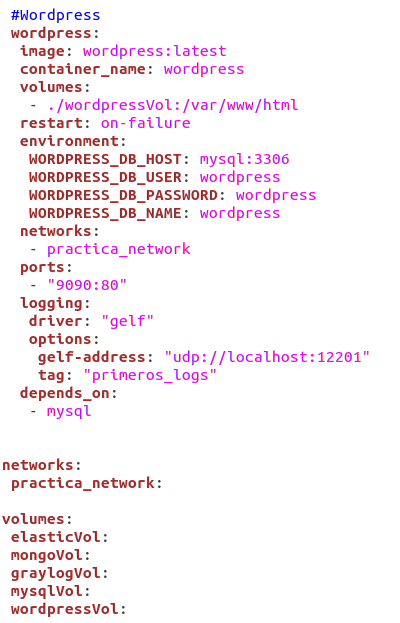 #Wordpress
wordpress:
image: wordpress:latest
container_name: wordpress
volumes:
- ./wordpressVol:/var/www/html
restart: on-failure
environment:
WORDPRESS_DB_HOST: mysql:3306
WORDPRESS_DB_USER: wordpress
WORDPRESS_DB_PASSWORD: wordpress
WORDPRESS_DB_NAME: wordpress
networks:
- practica_network
ports:
- "9090:80"
logging:
driver: "gelf"
options:
gelf-address: "udp://localhost:12201"
tag: "primeros_logs"
depends_on:
- mysql
networks:
practica_network:
volumes:
elasticVol:
mongoVol:
graylogVol:
mysqlVol:
wordpressVol: